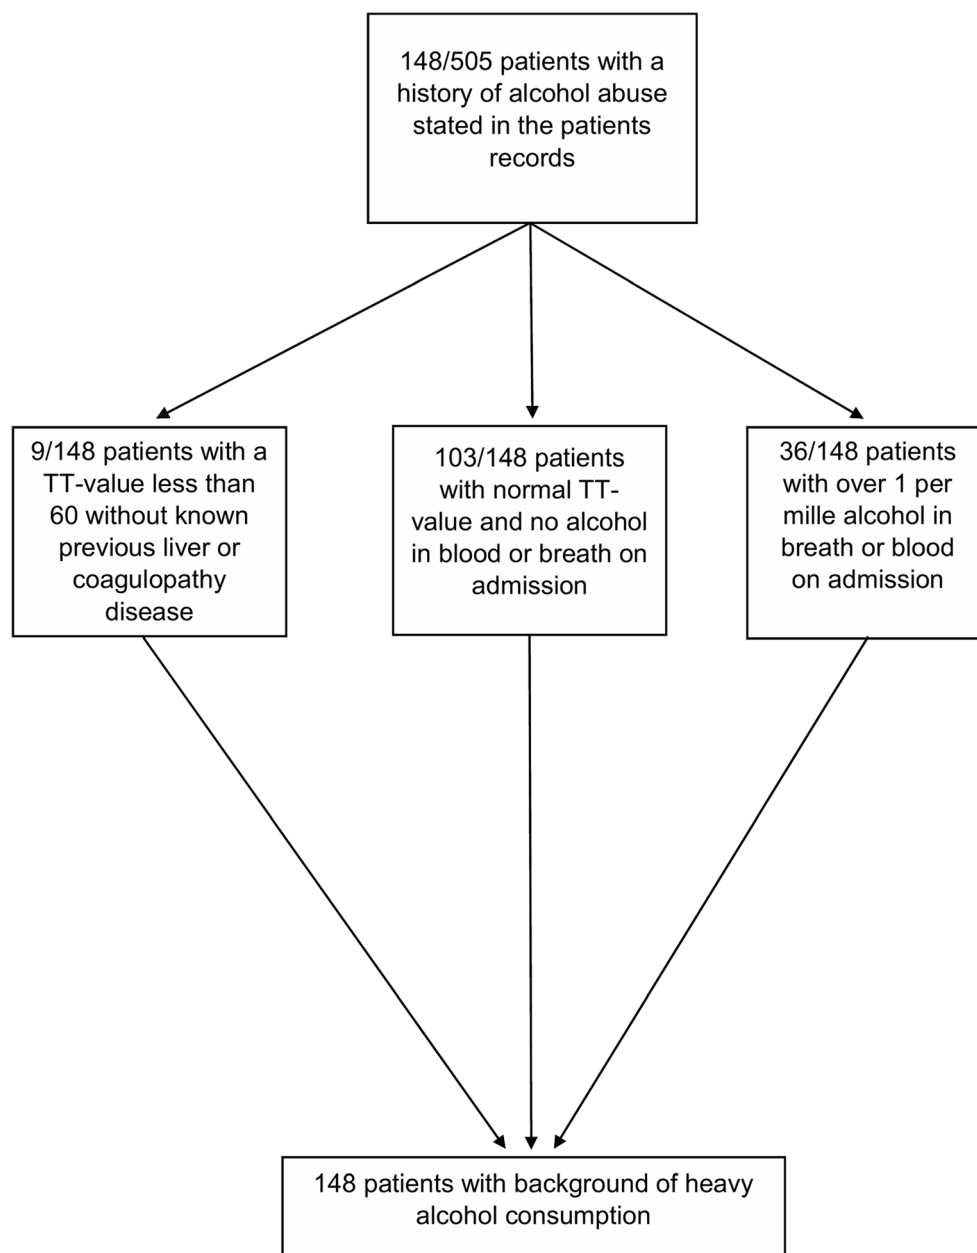 148/505 patients with a
history of alcohol abuse
stated in the patients
records
9/148 patients with a
TT-value less than
60 without known
previous liver or
coagulopathy
disease
103/148 patients
with normal TT-
value and no alcohol
in blood or breath on
admission
36/148 patients
with over 1 per
mille alcohol in
breath or blood
on admission
148 patients with background of heavy
alcohol consumption